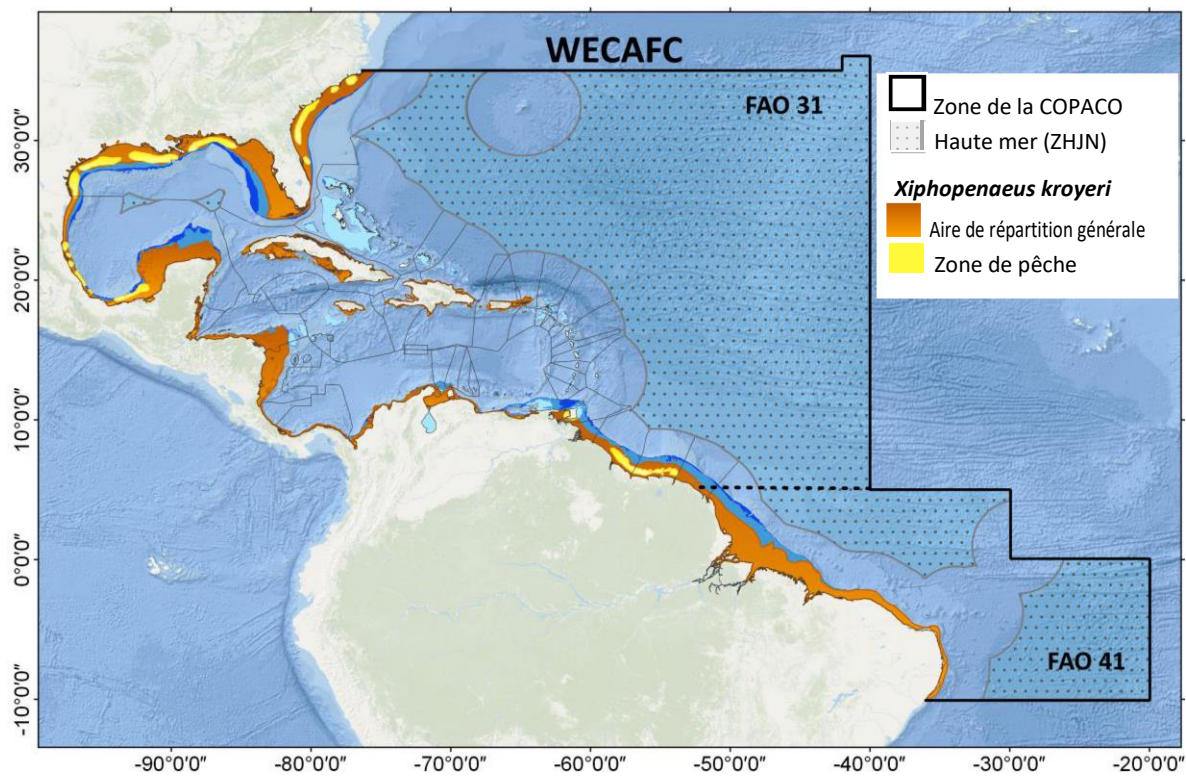 WECAFC
FAO 31
Zone de la COPACO
Haute mer (ZHJN)
Xiphopenaeus kroyeri
Aire de répartition générale
Zone de pêche
FAO 41
30°0'0"
20°0'0"
10°0'0"
0°0'0"
-10°0'0"
-90°0'0"
-80°0'0"
-70°0'0"
-60°0'0"
-50°0'0"
-40°0'0"
-30°0'0"
-20°0'0"